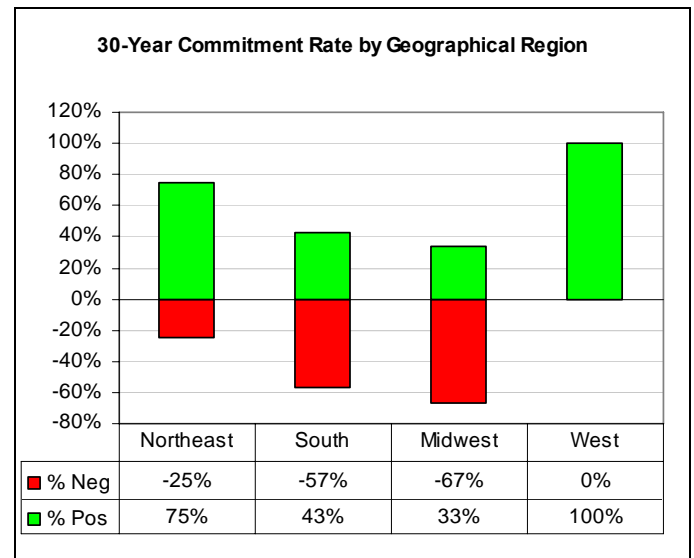 30-Year Commitment Rate by Geographical Region
120%
100%
80%
60%
40%
20%
0%
-20%
-40%
-60%
-80%
Northeast South Midwest West
% Neg -25% -57% -67% 0%
% Pos 75% 43% 33% 100%